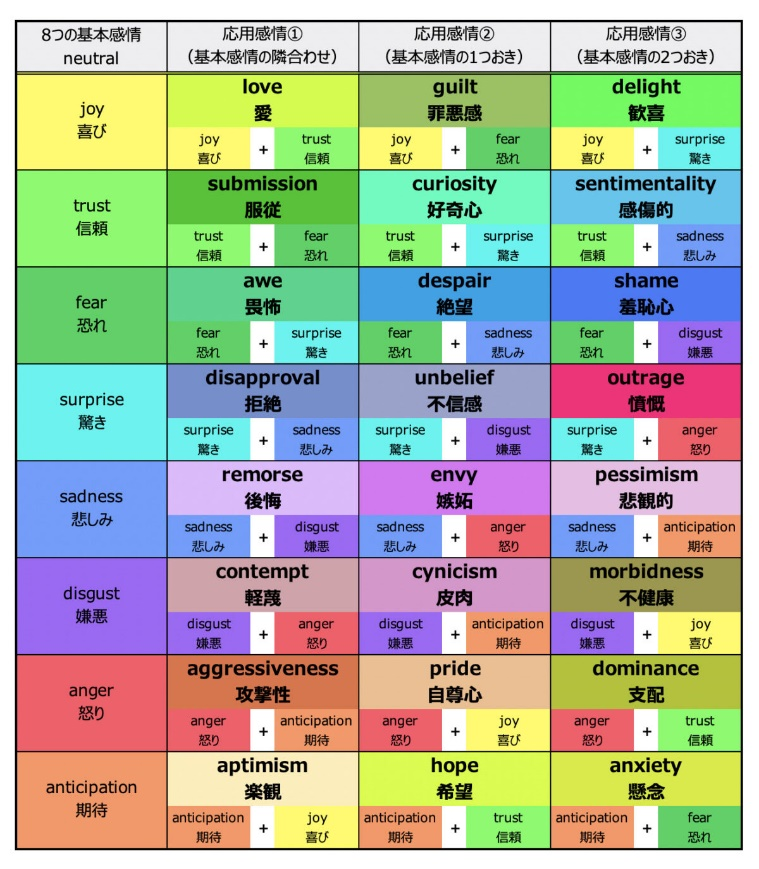 8つの基本感情
neutral
応用感情①
（基本感情の隣合わせ）
応用感情②
（基本感情の1つおき）
応用感情③
（基本感情の2つおき）
joy
喜び
love
愛
joy
喜び
+
trust
信頼
guilt
罪悪感
joy
喜び
+
fear
恐れ
delight
歓喜
joy
喜び
+
surprise
驚き
trust
信頼
submission
服従
trust
信頼
+
fear
恐れ
curiosity
好奇心
trust
信頼
+
surprise
驚き
sentimentality
感傷的
trust
信頼
+
sadness
悲しみ
fear
恐れ
awe
畏怖
fear
恐れ
+
surprise
驚き
despair
絶望
fear
恐れ
+
sadness
悲しみ
shame
羞恥心
fear
恐れ
+
disgust
嫌悪
surprise
驚き
disapproval
拒絶
surprise
驚き
+
sadness
悲しみ
unbelief
不信感
surprise
驚き
+
disgust
嫌悪
outrage
憤慨
surprise
驚き
+
anger
怒り
sadness
悲しみ
remorse
後悔
sadness
悲しみ
+
disgust
嫌悪
envy
嫉妬
sadness
悲しみ
+
anger
怒り
pessimism
悲観的
sadness
悲しみ
+
anticipation
期待
disgust
嫌悪
contempt
軽蔑
disgust
嫌悪
+
anger
怒り
cynicism
皮肉
disgust
嫌悪
+
anticipation
期待
morbidness
不健康
disgust
嫌悪
+
joy
喜び
anger
怒り
aggressiveness
攻撃性
anger
怒り
+
anticipation
期待
pride
自尊心
anger
怒り
+
joy
喜び
dominance
支配
anger
怒り
+
trust
信頼
anticipation
期待
aptimism
楽観
anticipation
期待
+
joy
喜び
hope
希望
anticipation
期待
+
trust
信頼
anxiety
懸念
anticipation
期待
+
fear
恐れ